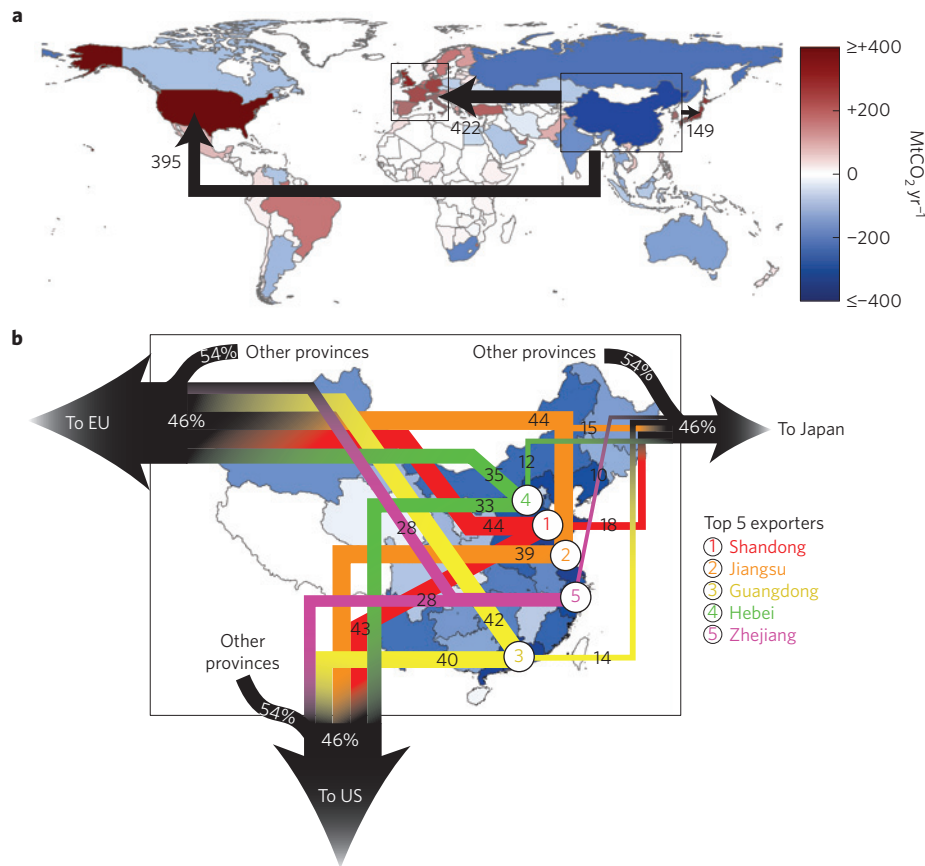 a
395
422
149
≥+400
+200
0
−200
≤−400
MtCO₂ yr⁻¹
b
54% Other provinces
Other provinces 54%
To EU
46%
44
15
46%
To Japan
12
10
35
33
28
44
18
39
28
42
43
40
14
4
1
2
5
3
Top 5 exporters
1 Shandong
2 Jiangsu
3 Guangdong
4 Hebei
5 Zhejiang
Other
provinces
54%
46%
To US